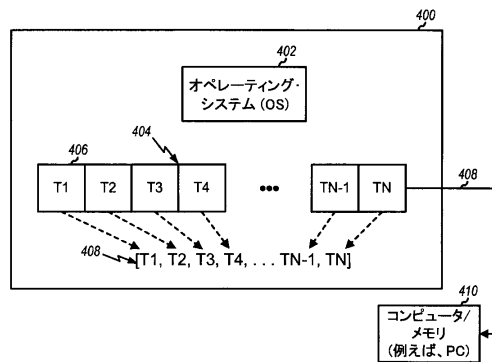 400
402
オペレーティング・
システム(OS)
406
404
T1 T2 T3 T4 ••• TN-1 TN
408
408
[T1, T2, T3, T4, . . . TN-1, TN]
410
コンピュータ/
メモリ
(例えば、PC)